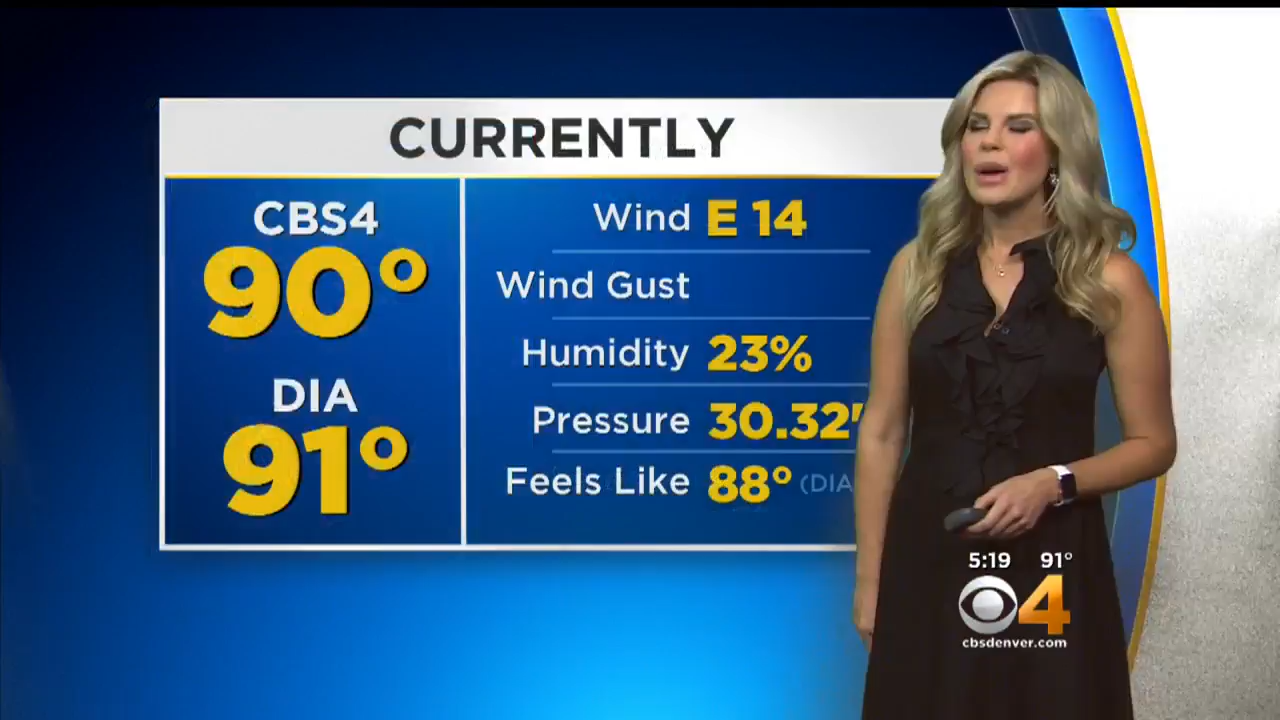 CURRENTLY
CBS4
90°
DIA
91°
Wind E 14
Wind Gust
Humidity 23%
Pressure 30.32"
Feels Like 88° (DIA
5:19 91°
4
cbsdenver.com